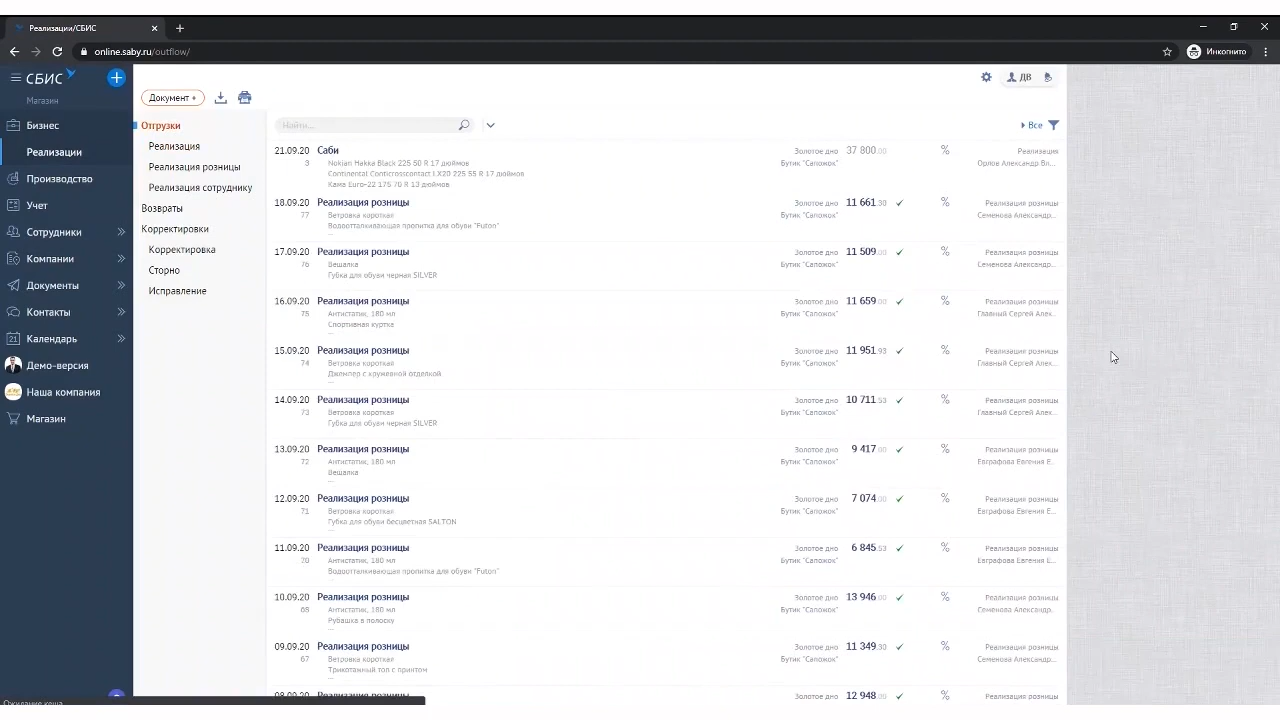 Реализации/СБИС
online.saby.ru/outflow/
Инкогнито
СБИС
Магазин
Бизнес
Реализации
Производство
Учет
Сотрудники
Компании
Документы
Контакты
21 Календарь
Демо-версия
Наша компания
Магазин
ДВ
Документ +
Отгрузки
Реализация
Реализация розницы
Реализация сотруднику
Возвраты
Корректировки
Корректировка
Сторно
Исправление
Найти...
Все
21.09.20 Саби Золотое дно 37 800.00 % Реализация
3 Nokian Hakka Black 225 50 R 17 дюймов Бутик "Сапожок" Орлов Александр Вл...
Continental Conticrosscontact LX20 225 55 R 17 дюймов
Кама Euro-22 175 70 R 13 дюймов
18.09.20 Реализация розницы Золотое дно 11 661.30 % Реализация розницы
77 Ветровка короткая Бутик "Сапожок" Семенова Александр...
Водоотталкивающая пропитка для обуви "Futon"
...
17.09.20 Реализация розницы Золотое дно 11 509.00 % Реализация розницы
76 Вешалка Бутик "Сапожок" Семенова Александр...
Губка для обуви черная SILVER
16.09.20 Реализация розницы Золотое дно 11 659.00 % Реализация розницы
75 Антистатик, 180 мл Бутик "Сапожок" Главный Сергей Алек...
Спортивная куртка
...
15.09.20 Реализация розницы Золотое дно 11 951.93 % Реализация розницы
74 Ветровка короткая Бутик "Сапожок" Главный Сергей Алек...
Джемпер с кружевной отделкой
...
14.09.20 Реализация розницы Золотое дно 10 711.53 % Реализация розницы
73 Ветровка короткая Бутик "Сапожок" Главный Сергей Алек...
Губка для обуви черная SILVER
13.09.20 Реализация розницы Золотое дно 9 417.00 % Реализация розницы
72 Антистатик, 180 мл Бутик "Сапожок" Евграфова Евгения Е...
Вешалка
...
12.09.20 Реализация розницы Золотое дно 7 074.00 % Реализация розницы
71 Ветровка короткая Бутик "Сапожок" Евграфова Евгения Е...
Губка для обуви бесцветная SALTON
...
11.09.20 Реализация розницы Золотое дно 6 845.53 % Реализация розницы
70 Антистатик, 180 мл Бутик "Сапожок" Евграфова Евгения Е...
Водоотталкивающая пропитка для обуви "Futon"
...
10.09.20 Реализация розницы Золотое дно 13 946.00 % Реализация розницы
68 Антистатик, 180 мл Бутик "Сапожок" Семенова Александр...
Рубашка в полоску
...
09.09.20 Реализация розницы Золотое дно 11 349.30 % Реализация розницы
67 Ветровка короткая Бутик "Сапожок" Семенова Александр...
Трикотажный топ с принтом
...
08.09.20 Реализация розницы Золотое дно 12 948.00 % Реализация розницы
Ожидание кеша...